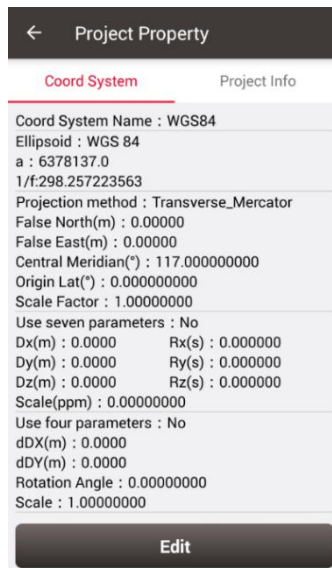 ← Project Property
Coord System Project Info
Coord System Name：WGS84
Ellipsoid：WGS 84
a：6378137.0
1/f:298.257223563
Projection method：Transverse_Mercator
False North(m)：0.00000
False East(m)：0.00000
Central Meridian(°)：117.000000000
Origin Lat(°)：0.000000000
Scale Factor：1.00000000
Use seven parameters：No
Dx(m)：0.0000 Rx(s)：0.000000
Dy(m)：0.0000 Ry(s)：0.000000
Dz(m)：0.0000 Rz(s)：0.000000
Scale(ppm)：0.00000000
Use four parameters：No
dDX(m)：0.0000
dDY(m)：0.0000
Rotation Angle：0.00000000
Scale：1.00000000
Edit